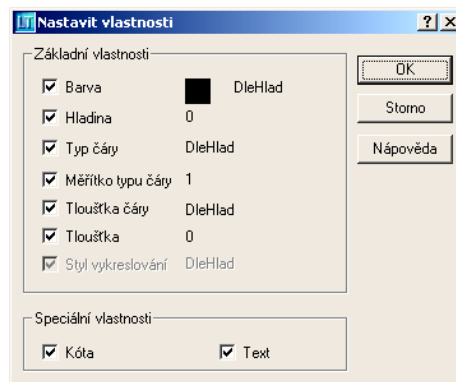 LT Nastavit vlastnosti
Základní vlastnosti
Barva DleHlad
Hladina 0
Typ čáry DleHlad
Měřítko typu čáry 1
Tloušťka čáry DleHlad
Tloušťka 0
Styl vykreslování DleHlad
Speciální vlastnosti
Kóta Text
OK
Storno
Nápověda